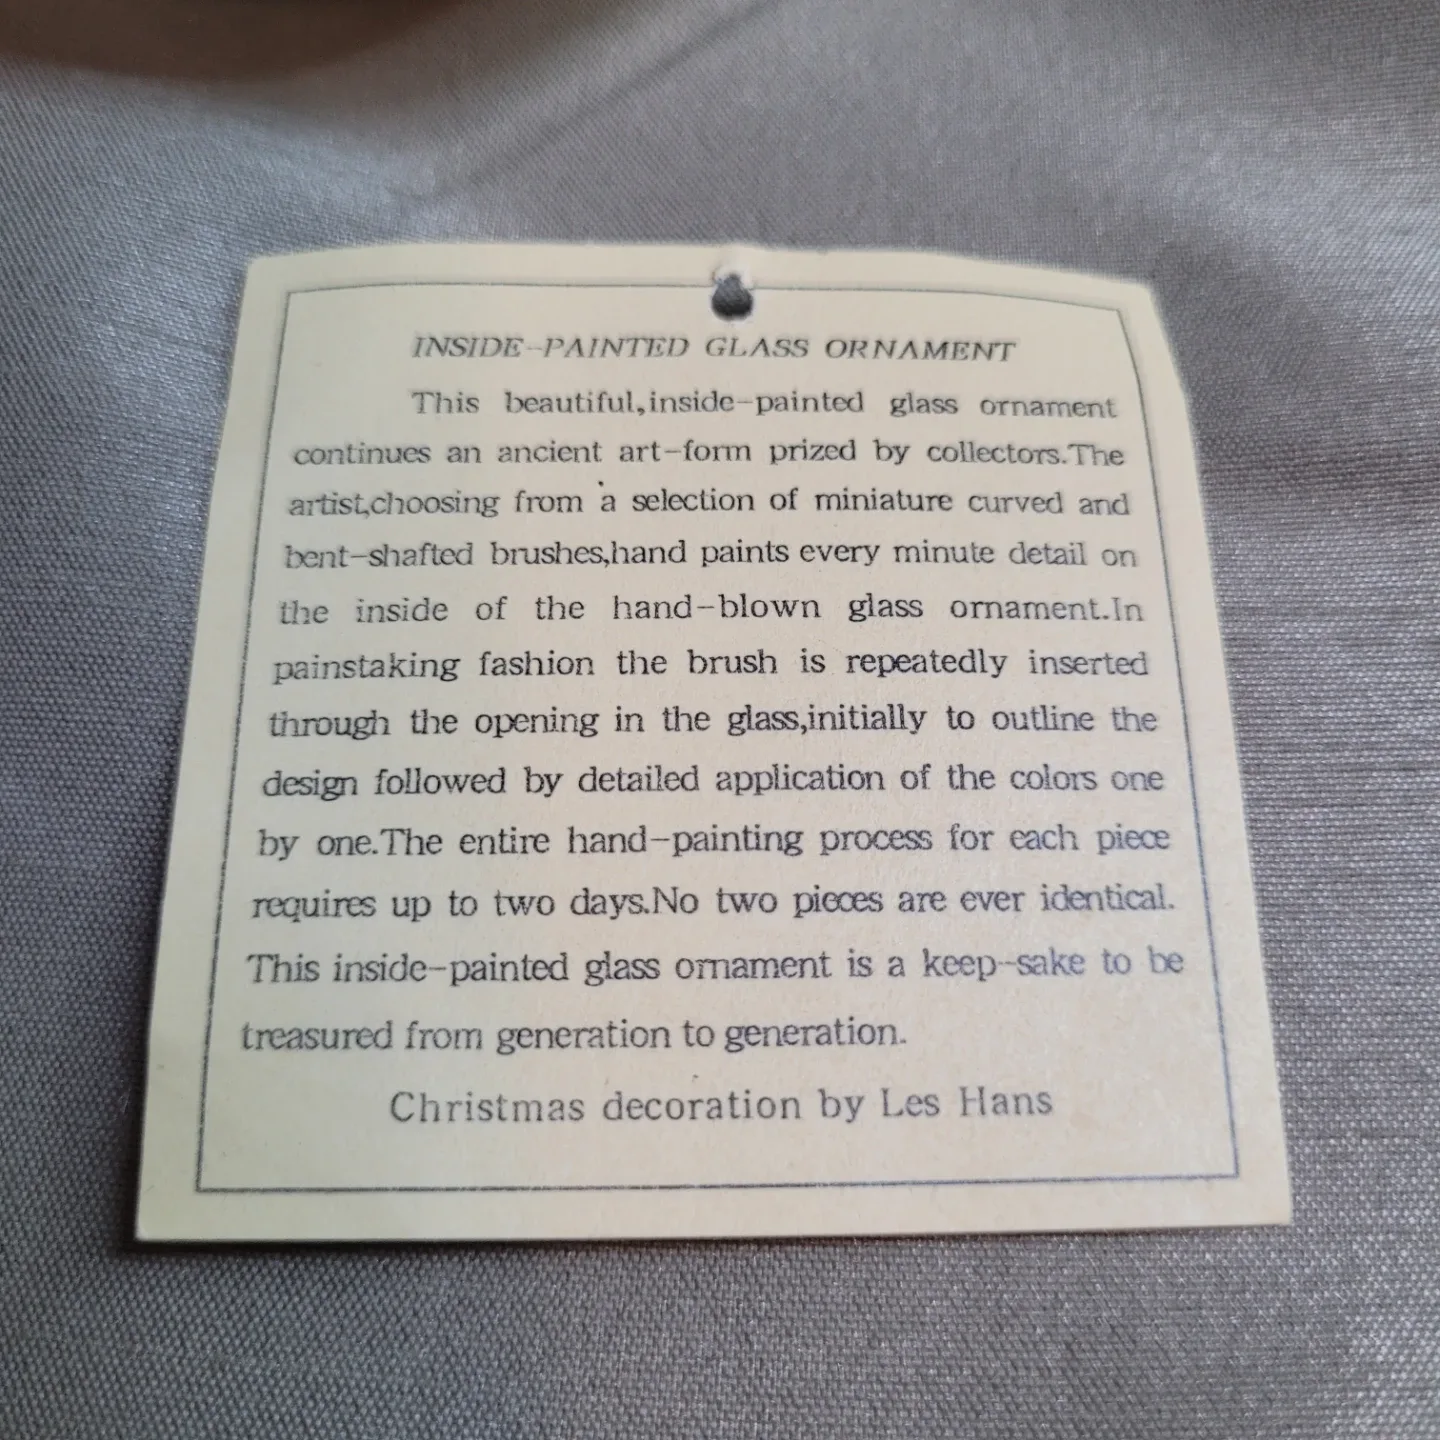 INSIDE-PAINTED GLASS ORNAMENT
This beautiful,inside-painted glass ornament
continues an ancient art-form prized by collectors.The
artist,choosing from a selection of miniature curved and
bent-shafted brushes,hand paints every minute detail on
the inside of the hand-blown glass ornament.In
painstaking fashion the brush is repeatedly inserted
through the opening in the glass,initially to outline the
design followed by detailed application of the colors one
by one.The entire hand-painting process for each piece
requires up to two days.No two pieces are ever identical.
This inside-painted glass ornament is a keep-sake to be
treasured from generation to generation.
Christmas decoration by Les Hans